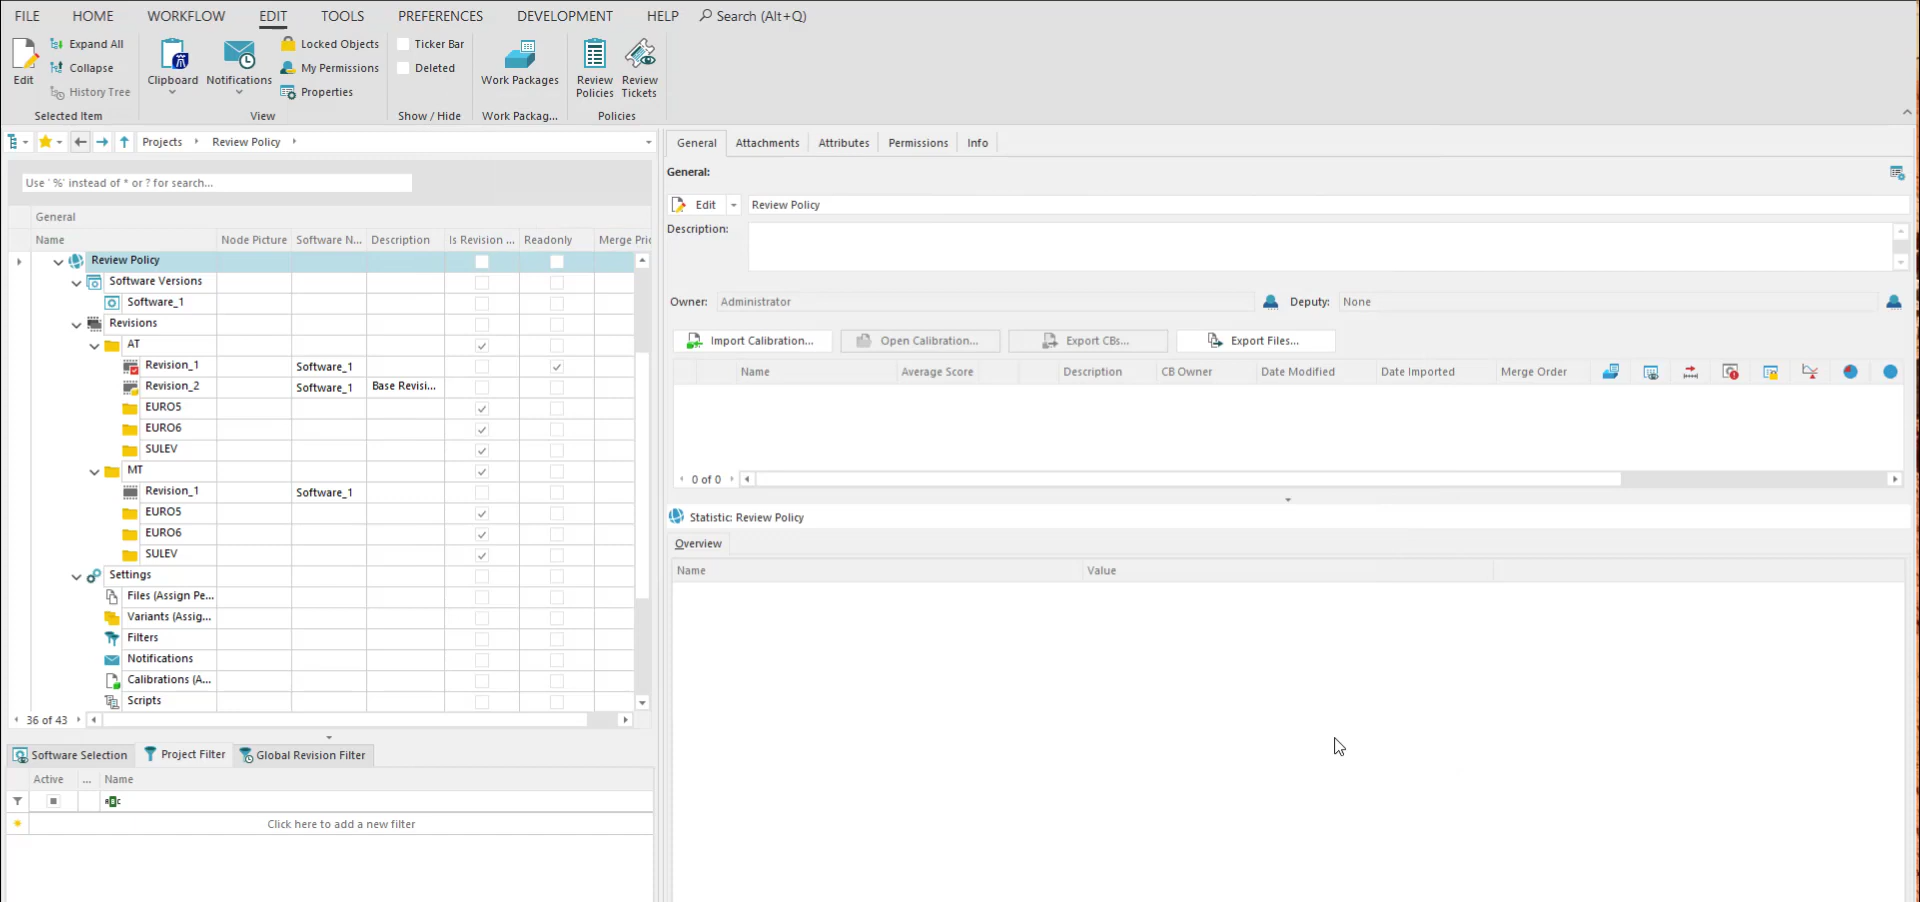 FILE HOME WORKFLOW EDIT TOOLS PREFERENCES DEVELOPMENT HELP Search (Alt+Q)
Edit
Expand All
Collapse
History Tree
Selected Item
Clipboard
Notifications
Locked Objects
My Permissions
Properties
View
Ticker Bar
Deleted
Show / Hide
Work Packages
Work Packag...
Review Policies
Review Tickets
Policies
Projects Review Policy
Use ' %' instead of * or ? for search...
General
Name Node Picture Software N... Description Is Revision ... Readonly Merge Pric
Review Policy
Software Versions
Software_1
Revisions
AT
Revision_1 Software_1
Revision_2 Software_1 Base Revisi...
EURO5
EURO6
SULEV
MT
Revision_1 Software_1
EURO5
EURO6
SULEV
Settings
Files (Assign Pe...
Variants (Assig...
Filters
Notifications
Calibrations (A...
Scripts
36 of 43
Software Selection Project Filter Global Revision Filter
Active ... Name
Click here to add a new filter
General Attachments Attributes Permissions Info
General:
Edit Review Policy
Description:
Owner: Administrator Deputy: None
Import Calibration... Open Calibration... Export CBs... Export Files...
Name Average Score Description CB Owner Date Modified Date Imported Merge Order
0 of 0
Statistic: Review Policy
Overview
Name Value